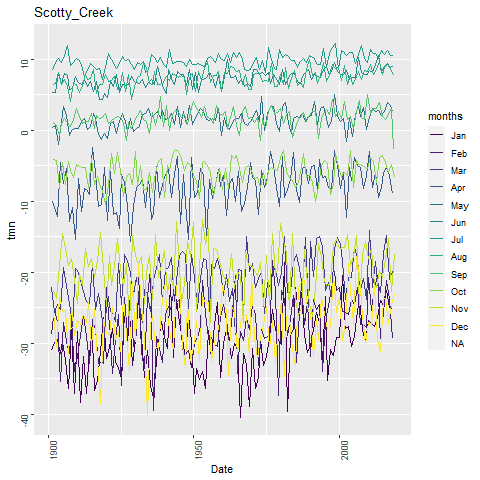 Scotty_Creek
10
0
-10
-20
-30
-40
tmn
1900
1950
2000
Date
months
Jan
Feb
Mar
Apr
May
Jun
Jul
Aug
Sep
Oct
Nov
Dec
NA